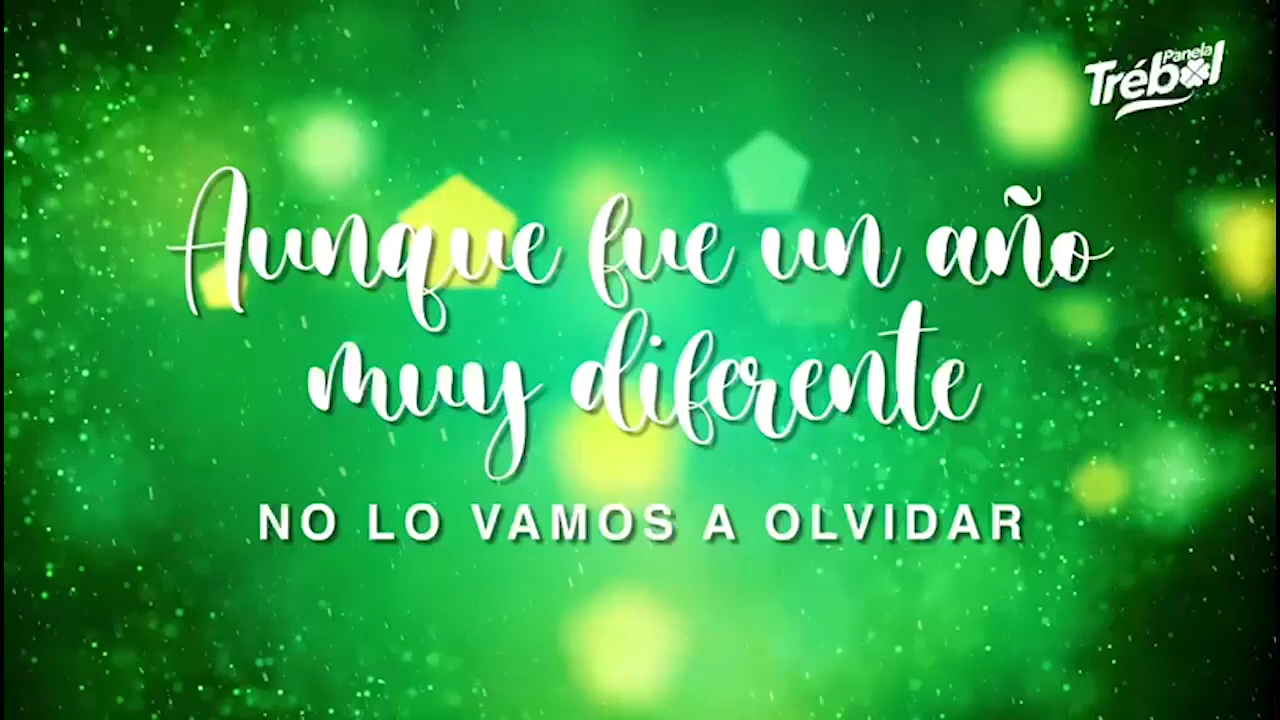 Panela
Trébol
Aunque fue un año
muy diferente
NO LO VAMOS A OLVIDAR